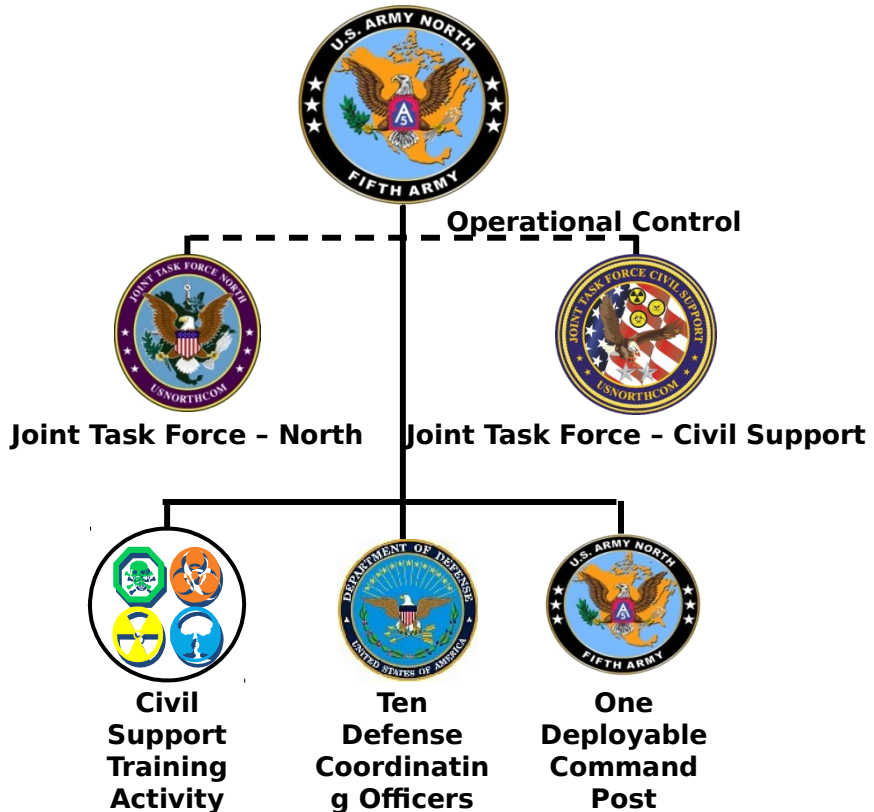 U.S. ARMY NORTH
A
5
FIFTH ARMY
Operational Control
JOINT TASK FORCE NORTH
USNORTHCOM
JOINT TASK FORCE CIVIL SUPPORT
USNORTHCOM
Joint Task Force – North
Joint Task Force – Civil Support
DEPARTMENT OF DEFENSE
UNITED STATES OF AMERICA
U.S. ARMY NORTH
A
5
FIFTH ARMY
Civil
Support
Training
Activity
Ten
Defense
Coordinatin
g Officers
One
Deployable
Command
Post